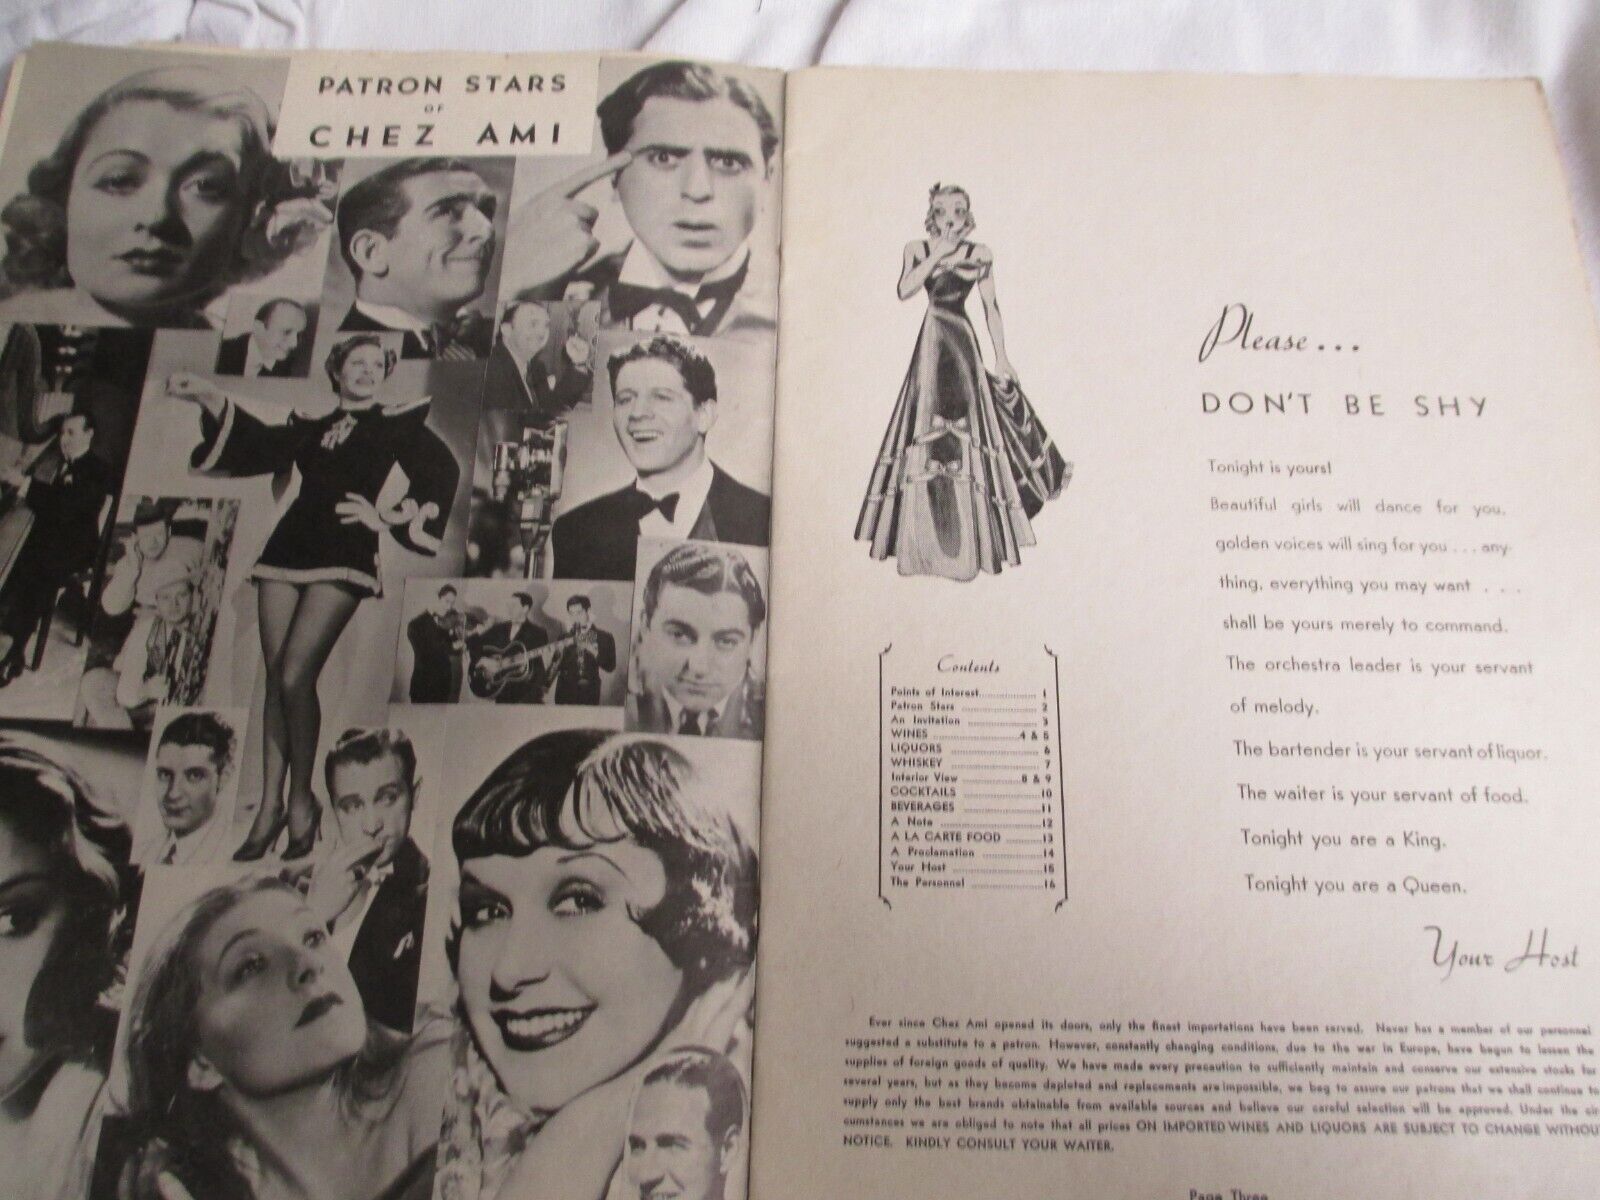 PATRON STARS
OF
CHEZ AMI
Please...
DON'T BE SHY
Tonight is yours!
Beautiful girls will dance for you,
golden voices will sing for you . . . any-
thing, everything you may want . . .
shall be yours merely to command.
The orchestra leader is your servant
of melody.
The bartender is your servant of liquor.
The waiter is your servant of food.
Tonight you are a King.
Tonight you are a Queen.
Your Host
Contents
Points of Interest 1
Patron Stars 2
An Invitation 3
WINES 4 & 5
LIQUORS 6
WHISKEY 7
Interior View 8 & 9
COCKTAILS 10
BEVERAGES 11
A Note 12
A LA CARTE FOOD 13
A Proclamation 14
Your Host 15
The Personnel 16
Ever since Chez Ami opened its doors, only the finest importations have been served. Never has a member of our personnel
suggested a substitute to a patron. However, constantly changing conditions, due to the war in Europe, have begun to lessen the
supplies of foreign goods of quality. We have made every precaution to sufficiently maintain and conserve our extensive stocks for
several years, but as they become depleted and replacements are impossible, we beg to assure our patrons that we shall continue to
supply only the best brands obtainable from available sources and believe our careful selection will be approved. Under the cir-
cumstances we are obliged to note that all prices ON IMPORTED WINES AND LIQUORS ARE SUBJECT TO CHANGE WITHOU
NOTICE. KINDLY CONSULT YOUR WAITER.
Page Three